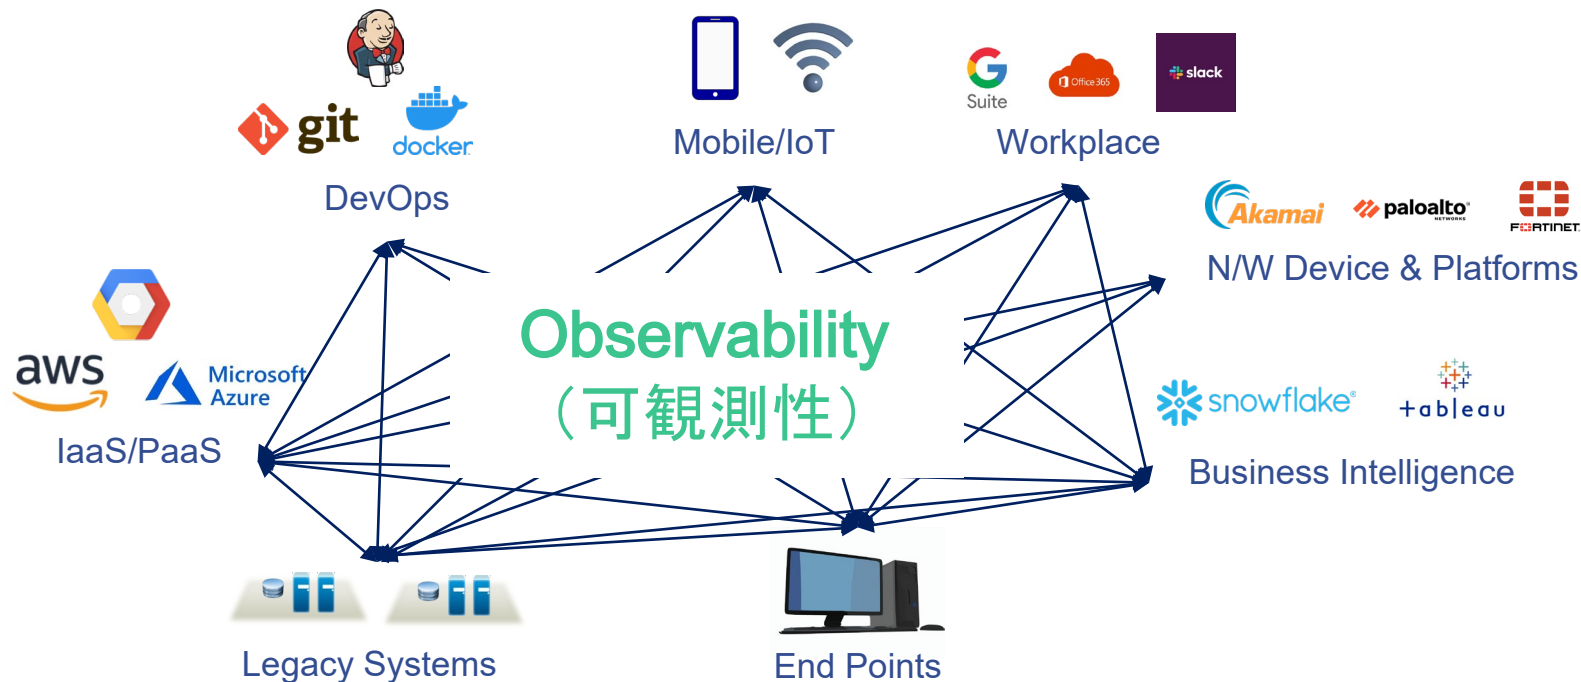 git
docker
DevOps
Mobile/IoT
G Suite
Office 365
slack
Workplace
Akamai
paloalto
NETWORKS
FORTINET
N/W Device & Platforms
aws
Microsoft
Azure
IaaS/PaaS
Observability
（可観測性）
snowflake
+ableau
Business Intelligence
Legacy Systems
End Points